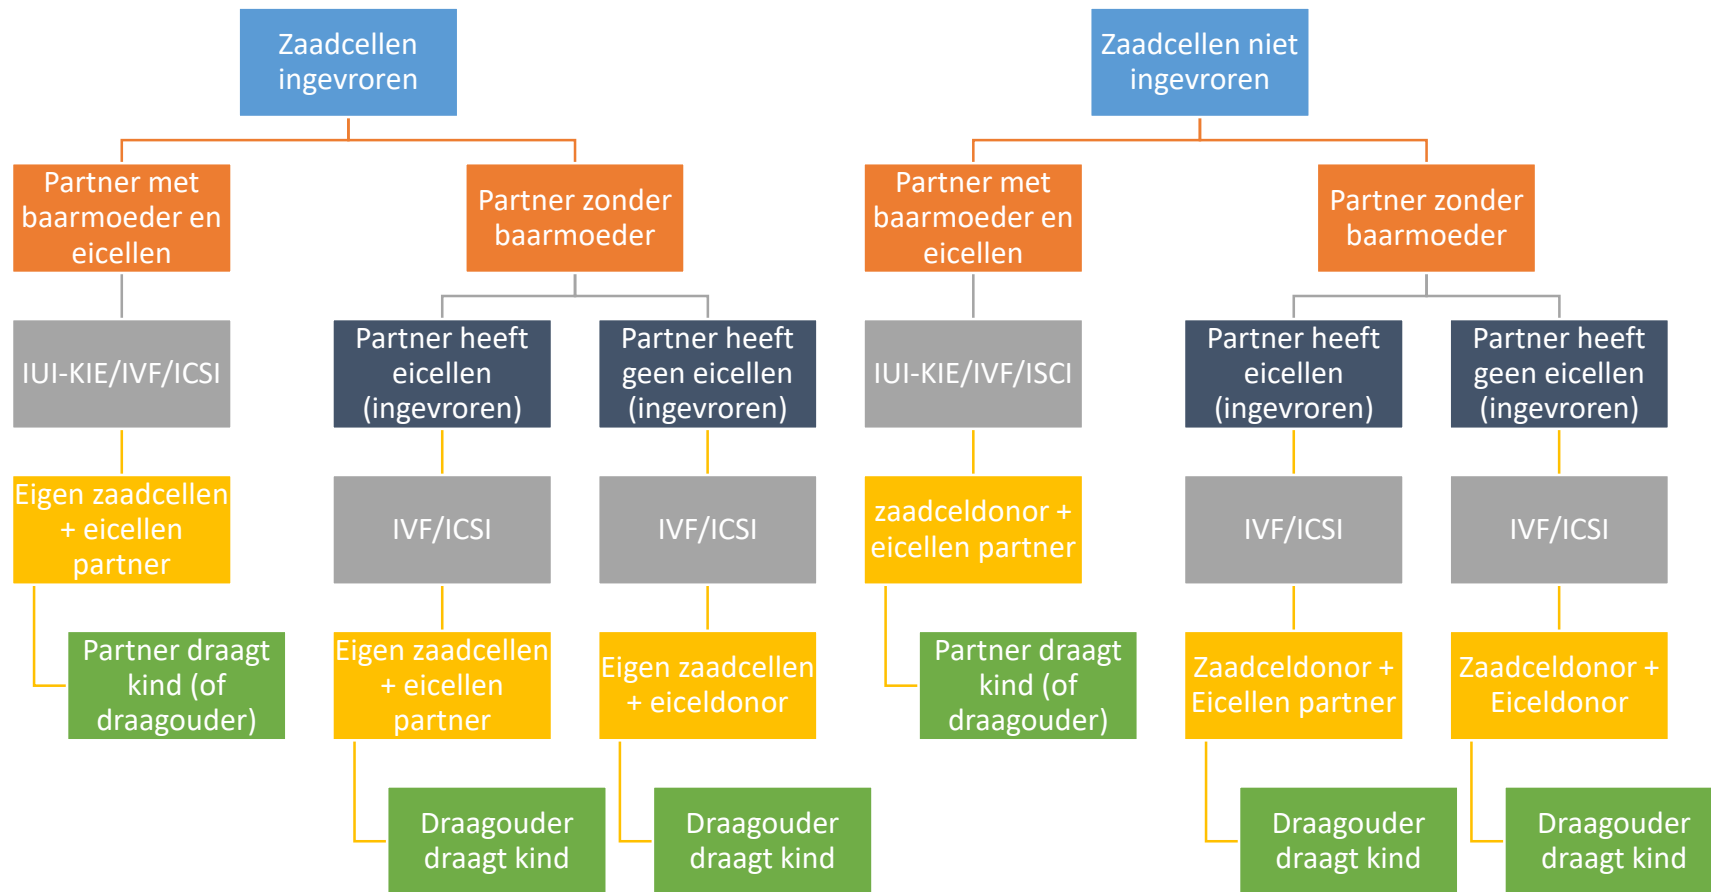 Zaadcellen
ingevroren
Zaadcellen niet
ingevroren
Partner met
baarmoeder en
eicellen
Partner zonder
baarmoeder
Partner met
baarmoeder en
eicellen
Partner zonder
baarmoeder
IUI-KIE/IVF/ICSI
Partner heeft
eicellen
(ingevroren)
Partner heeft
geen eicellen
(ingevroren)
IUI-KIE/IVF/ISCI
Partner heeft
eicellen
(ingevroren)
Partner heeft
geen eicellen
(ingevroren)
Eigen zaadcellen
+ eicellen
partner
IVF/ICSI
IVF/ICSI
zaadceldonor +
eicellen partner
IVF/ICSI
IVF/ICSI
Partner draagt
kind (of
draagouder)
Eigen zaadcellen
+ eicellen
partner
Eigen zaadcellen
+ eiceldonor
Partner draagt
kind (of
draagouder)
Zaadceldonor +
Eicellen partner
Zaadceldonor +
Eiceldonor
Draagouder
draagt kind
Draagouder
draagt kind
Draagouder
draagt kind
Draagouder
draagt kind